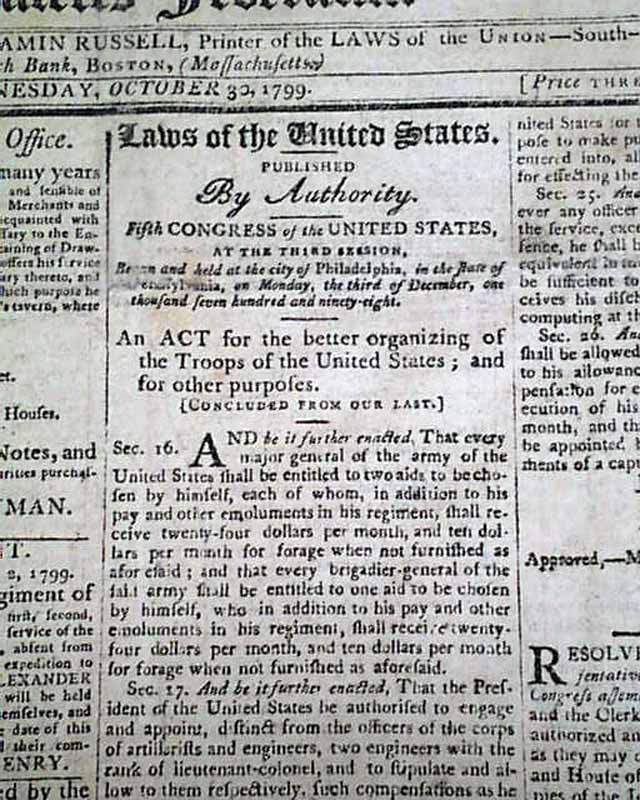 AMIN RUSSELL, Printer of the LAWS of the UNION—South-
ch Bank, BOSTON, (Maſſachuſetts)
NESDAY, OCTOBER 30, 1799.
[Price THRE
Office.
many years
and ſenſible of
Merchants and
acquainted with
ſary to the En-
taining of Draw-
offers his ſervice
ary thereto, and
which purpoſe he
's tavern, where
et.
Houſes.
Notes, and
rities purchaſ-
YMAN.
T.
2, 1799.
giment of
firſt, ſecond,
ſervice of the
abſent from
expedition to
LEXANDER
will be held
emſelves, and
e date of this
d their com-
ENRY.
ed by the
Laws of the United States.
PUBLISHED
By Authority.
Fifth CONGRESS of the UNITED STATES,
AT THE THIRD SESSION,
and held at the city of Philadelphia, in the ſtate of
on Monday, the third of December, one
thouſand ſeven hundred and ninety-eight.
An ACT for the better organizing of
the Troops of the United States; and
for other purpoſes.
[CONCLUDED FROM OUR LAST.]
Sec. 16. AND be it further enacted, That every
major general of the army of the
United States ſhall be entitled to two aids to be cho-
ſen by himſelf, each of whom, in addition to his
pay and other emoluments in his regiment, ſhall re-
ceive twenty-four dollars per month, and ten dol-
lars per month for forage when not furniſhed as
aforeſaid; and that every brigadier-general of the
ſaid army ſhall be entitled to one aid to be choſen
by himſelf, who in addition to his pay and other
emoluments in his regiment, ſhall receive twenty-
four dollars per month, and ten dollars per month
for forage when not furniſhed as aforeſaid.
Sec. 17. And be it further enacted, That the Preſ-
ident of the United States be authoriſed to engage
and appoint, diſtinct from the officers of the corps
of artilleriſts and engineers, two engineers with the
rank of lieutenant-colonel, and to ſtipulate and al-
low to them reſpectively, ſuch compenſations as he
nited States for t
poſe to make pu
entered into, all
for effecting the
Sec. 25. And
ever any officer
the ſervice, exce
fence, he ſhall b
equivalent to
be ſufficient to
ceives his diſch
computing at th
Sec. 26. And
ſhall be allowed
to his allowanc
penſation for e
ecution of his
month, and th
be appointed b
ments of a cap
Approved,—M
RESOLVE
ſentative
Congreſs aſſem
and the Clerk
authorized an
as they may d
and Houſe of
pies of the